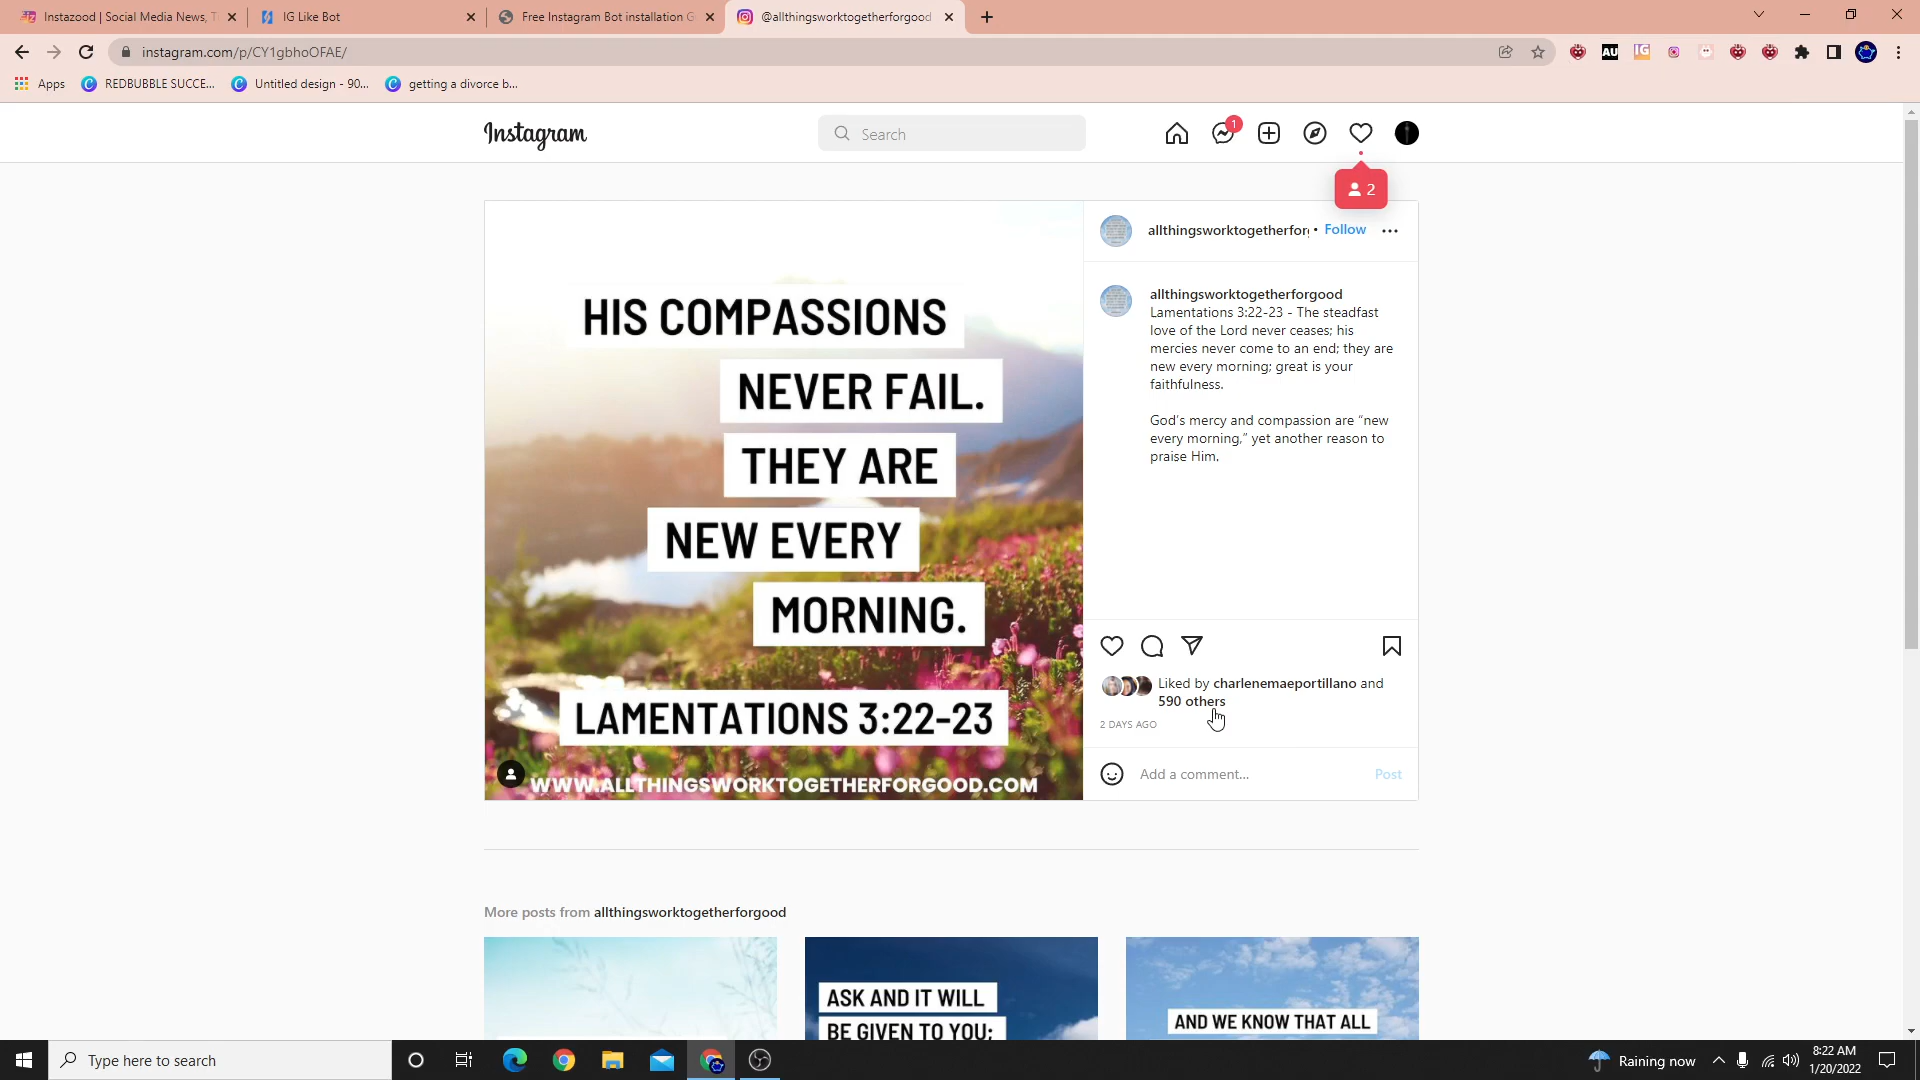 Instazood | Social Media News, T
IG Like Bot
Free Instagram Bot installation G
@allthingsworktogetherforgood
instagram.com/p/CY1gbhoOFAE/
AU
IG
Apps
REDBUBBLE SUCCE...
Untitled design - 90...
getting a divorce b...
Instagram
Search
1
2
allthingsworktogetherfor
• Follow
HIS COMPASSIONS
NEVER FAIL.
THEY ARE
NEW EVERY
MORNING.
LAMENTATIONS 3:22-23
WWW.ALLTHINGSWORKTOGETHERFORGOOD.COM
allthingsworktogetherforgood
Lamentations 3:22-23 - The steadfast
love of the Lord never ceases; his
mercies never come to an end; they are
new every morning; great is your
faithfulness.
God's mercy and compassion are "new
every morning," yet another reason to
praise Him.
Liked by charlenemaeportillano and
590 others
2 DAYS AGO
Add a comment...
Post
More posts from allthingsworktogetherforgood
ASK AND IT WILL
BE GIVEN TO YOU;
AND WE KNOW THAT ALL
Type here to search
Raining now
8:22 AM
1/20/2022